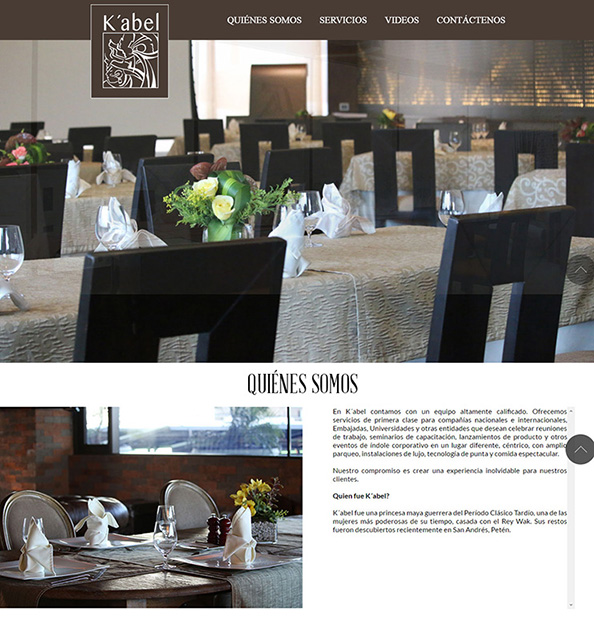 K´abel
QUIÉNES SOMOS SERVICIOS VIDEOS CONTÁCTENOS
QUIÉNES SOMOS
En K´abel contamos con un equipo altamente calificado. Ofrecemos
servicios de primera clase para compañías nacionales e internacionales,
Embajadas, Universidades y otras entidades que desean celebrar reuniones
de trabajo, seminarios de capacitación, lanzamientos de producto y otros
eventos de índole corporativo en un lugar diferente, céntrico, con amplio
parqueo, instalaciones de lujo, tecnología de punta y comida espectacular.
Nuestro compromiso es crear una experiencia inolvidable para nuestros
clientes.
Quien fue K´abel?
K´abel fue una princesa maya guerrera del Período Clásico Tardío, una de las
mujeres más poderosas de su tiempo, casada con el Rey Wak. Sus restos
fueron descubiertos recientemente en San Andrés, Petén.